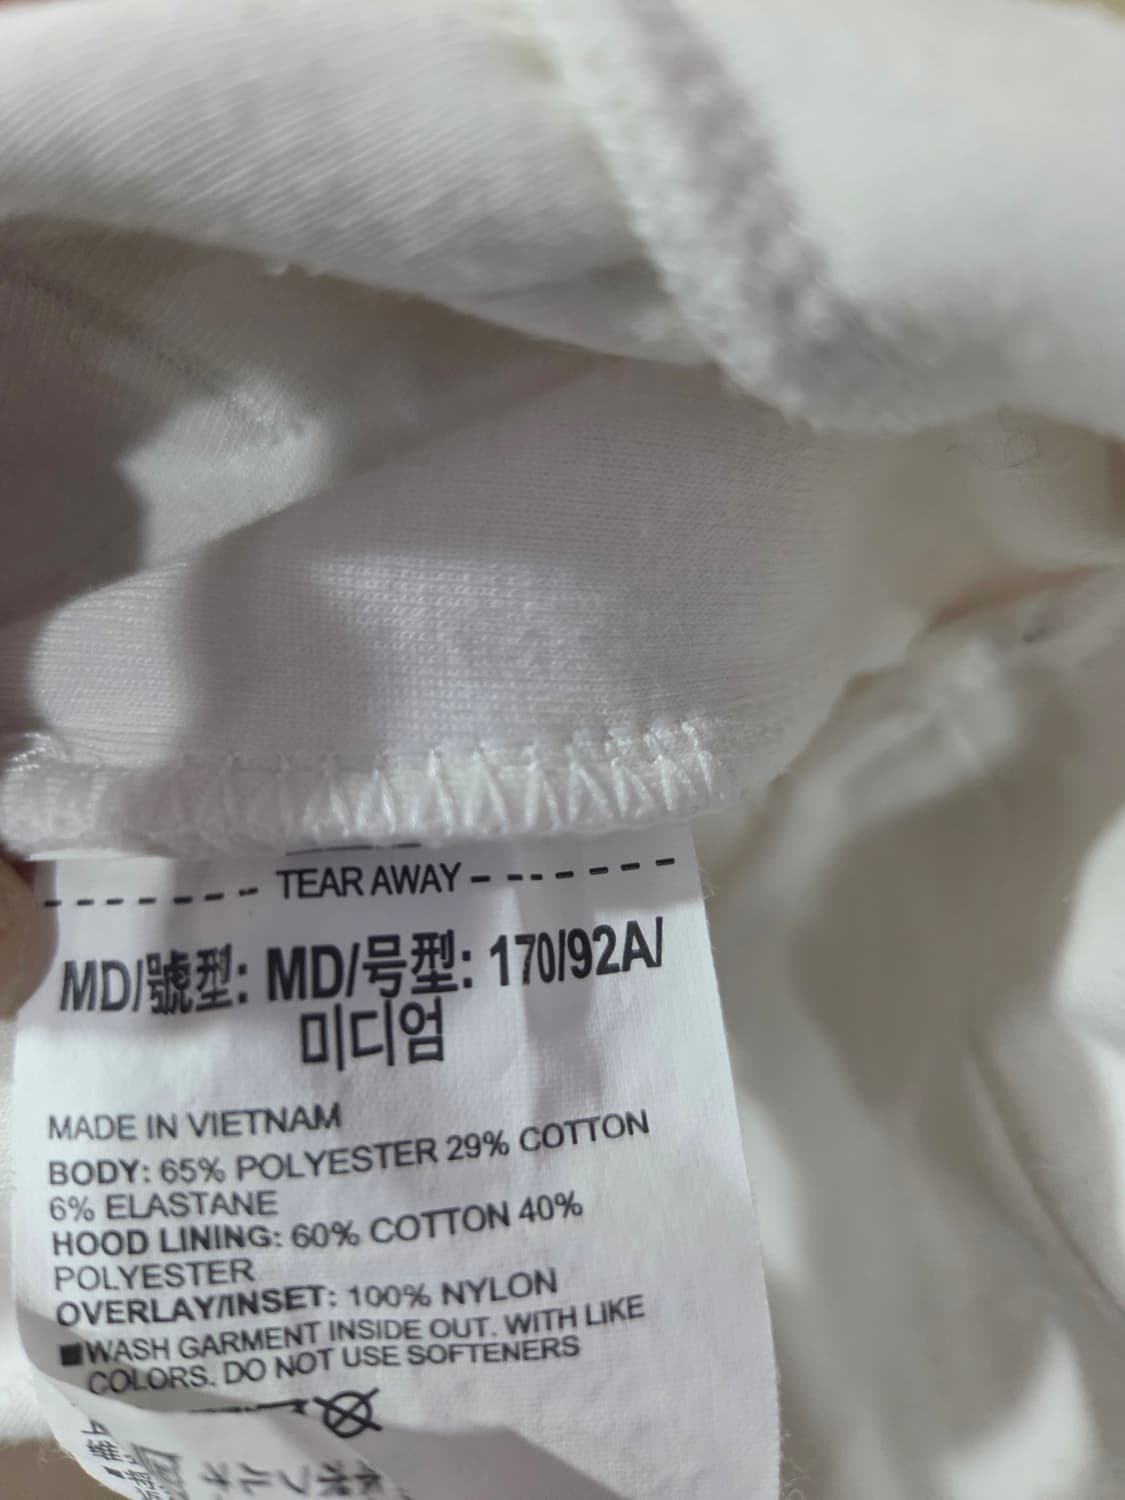 TEAR AWAY
MD/號型: MD/号型: 170/92A/
미디엄
MADE IN VIETNAM
BODY: 65% POLYESTER 29% COTTON
6% ELASTANE
HOOD LINING: 60% COTTON 40%
POLYESTER
OVERLAY/INSET: 100% NYLON
■WASH GARMENT INSIDE OUT. WITH LIKE
COLORS. DO NOT USE SOFTENERS